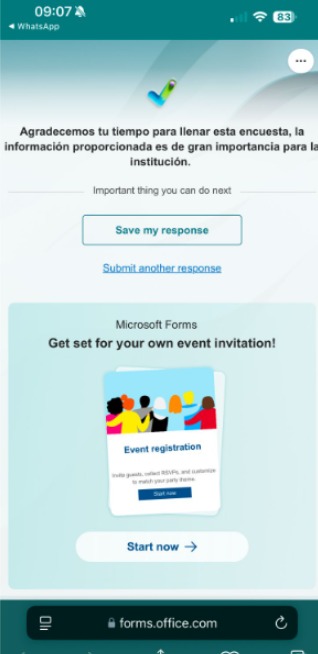 09:07
◀ WhatsApp
83
Agradecemos tu tiempo para llenar esta encuesta, la
información proporcionada es de gran importancia para la
institución.
Important thing you can do next
Save my response
Submit another response
Microsoft Forms
Get set for your own event invitation!
Event registration
Invite guests, collect RSVPs, and customize
to match your party theme.
Start now
Start now →
forms.office.com